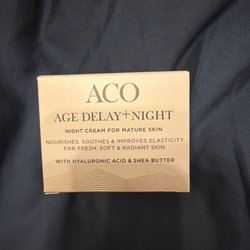 ACO
AGE DELAY+NIGHT
NIGHT CREAM FOR MATURE SKIN
NOURISHES, SOOTHES & IMPROVES ELASTICITY
FOR FRESH, SOFT & RADIANT SKIN
WITH HYALURONIC ACID & SHEA BUTTER